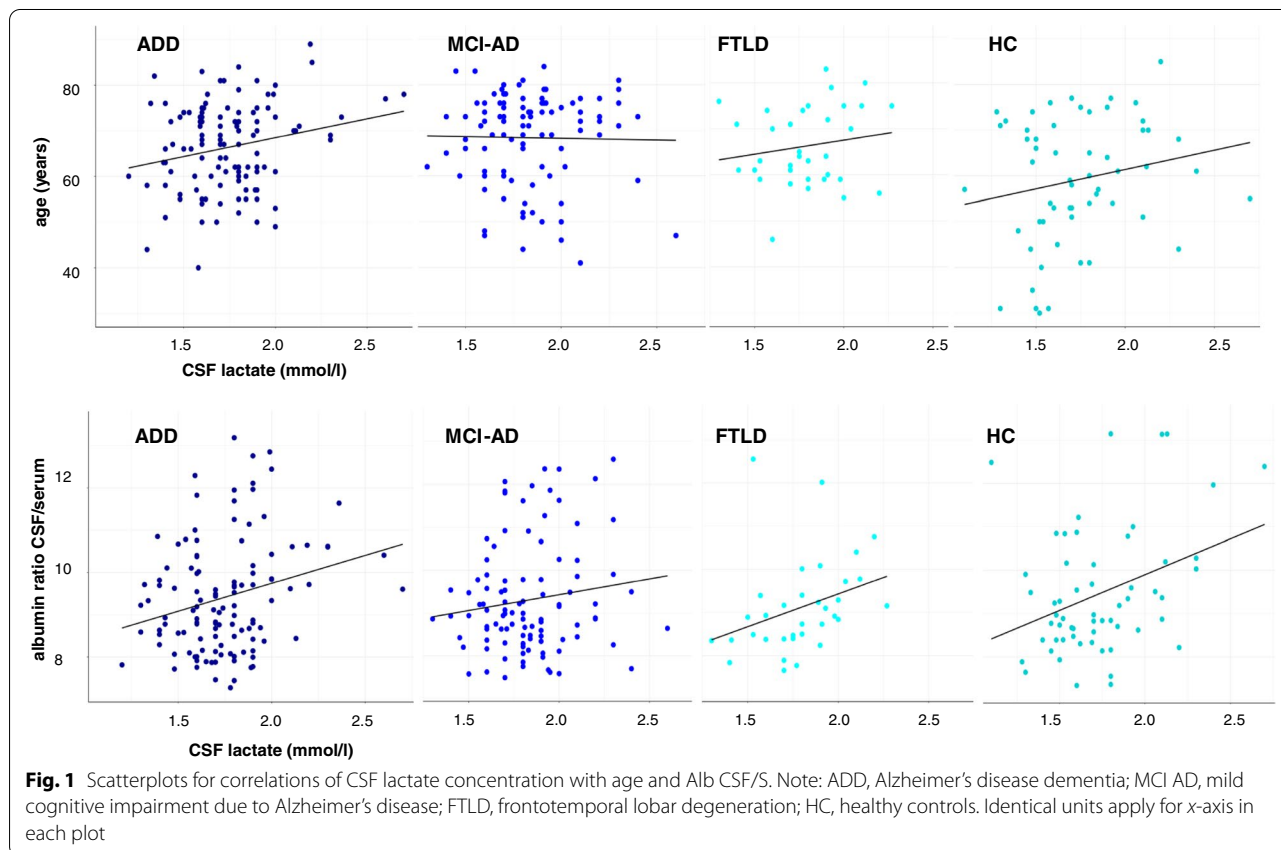 ADD MCI-AD FTLD HC
80
60
40
age (years)
1.5 2.0 2.5 1.5 2.0 2.5 1.5 2.0 2.5 1.5 2.0 2.5
CSF lactate (mmol/l)
ADD MCI-AD FTLD HC
12
10
8
albumin ratio CSF/serum
1.5 2.0 2.5 1.5 2.0 2.5 1.5 2.0 2.5 1.5 2.0 2.5
CSF lactate (mmol/l)
Fig. 1 Scatterplots for correlations of CSF lactate concentration with age and Alb CSF/S. Note: ADD, Alzheimer's disease dementia; MCI AD, mild
cognitive impairment due to Alzheimer's disease; FTLD, frontotemporal lobar degeneration; HC, healthy controls. Identical units apply for x-axis in
each plot